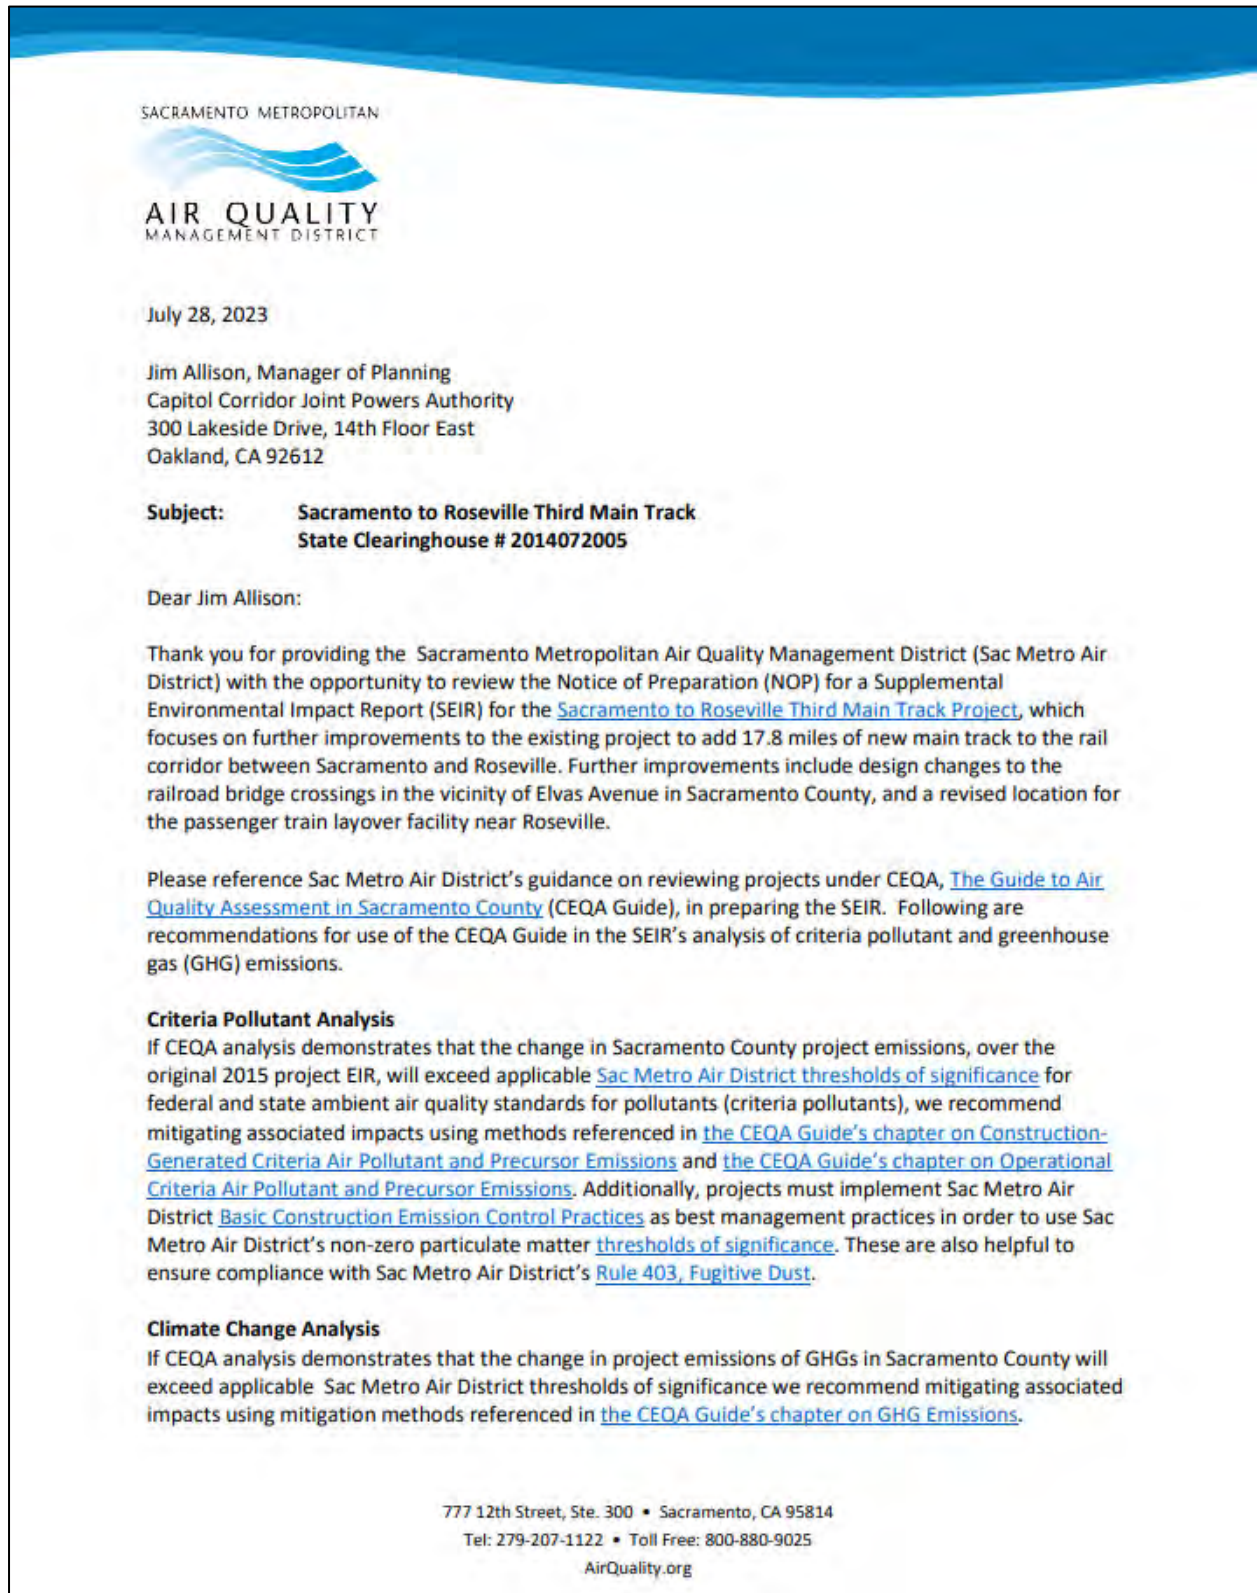 SACRAMENTO METROPOLITAN
AIR QUALITY
MANAGEMENT DISTRICT
July 28, 2023
Jim Allison, Manager of Planning
Capitol Corridor Joint Powers Authority
300 Lakeside Drive, 14th Floor East
Oakland, CA 92612
Subject: Sacramento to Roseville Third Main Track
State Clearinghouse # 2014072005
Dear Jim Allison:
Thank you for providing the Sacramento Metropolitan Air Quality Management District (Sac Metro Air
District) with the opportunity to review the Notice of Preparation (NOP) for a Supplemental
Environmental Impact Report (SEIR) for the Sacramento to Roseville Third Main Track Project, which
focuses on further improvements to the existing project to add 17.8 miles of new main track to the rail
corridor between Sacramento and Roseville. Further improvements include design changes to the
railroad bridge crossings in the vicinity of Elvas Avenue in Sacramento County, and a revised location for
the passenger train layover facility near Roseville.
Please reference Sac Metro Air District's guidance on reviewing projects under CEQA, The Guide to Air
Quality Assessment in Sacramento County (CEQA Guide), in preparing the SEIR. Following are
recommendations for use of the CEQA Guide in the SEIR's analysis of criteria pollutant and greenhouse
gas (GHG) emissions.
Criteria Pollutant Analysis
If CEQA analysis demonstrates that the change in Sacramento County project emissions, over the
original 2015 project EIR, will exceed applicable Sac Metro Air District thresholds of significance for
federal and state ambient air quality standards for pollutants (criteria pollutants), we recommend
mitigating associated impacts using methods referenced in the CEQA Guide's chapter on Construction-
Generated Criteria Air Pollutant and Precursor Emissions and the CEQA Guide's chapter on Operational
Criteria Air Pollutant and Precursor Emissions. Additionally, projects must implement Sac Metro Air
District Basic Construction Emission Control Practices as best management practices in order to use Sac
Metro Air District's non-zero particulate matter thresholds of significance. These are also helpful to
ensure compliance with Sac Metro Air District's Rule 403, Fugitive Dust.
Climate Change Analysis
If CEQA analysis demonstrates that the change in project emissions of GHGs in Sacramento County will
exceed applicable Sac Metro Air District thresholds of significance we recommend mitigating associated
impacts using mitigation methods referenced in the CEQA Guide's chapter on GHG Emissions.
777 12th Street, Ste. 300 • Sacramento, CA 95814
Tel: 279-207-1122 • Toll Free: 800-880-9025
AirQuality.org